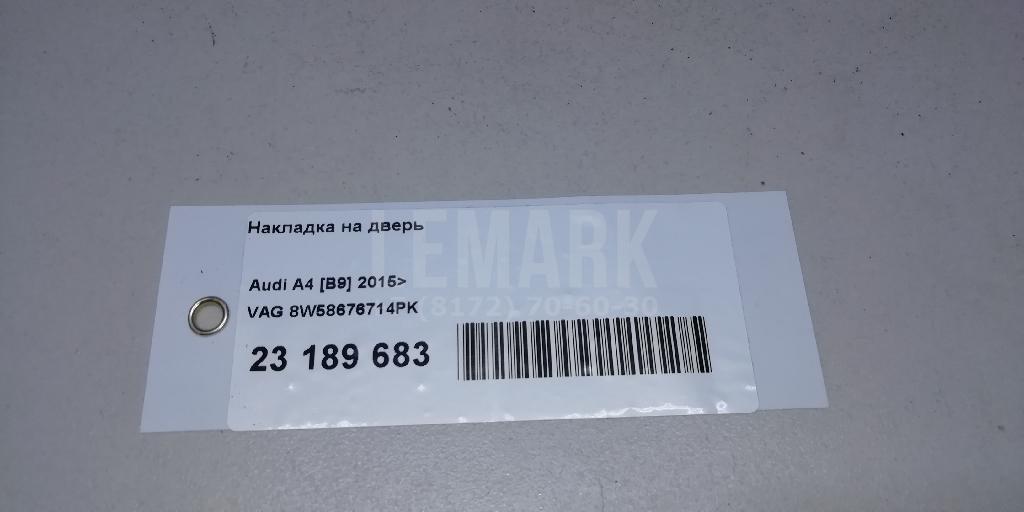 Накладка на дверь
LEMARK
Audi A4 [B9] 2015>
VAG 8W58676714PK
(8172) 70-60-30
23 189 683